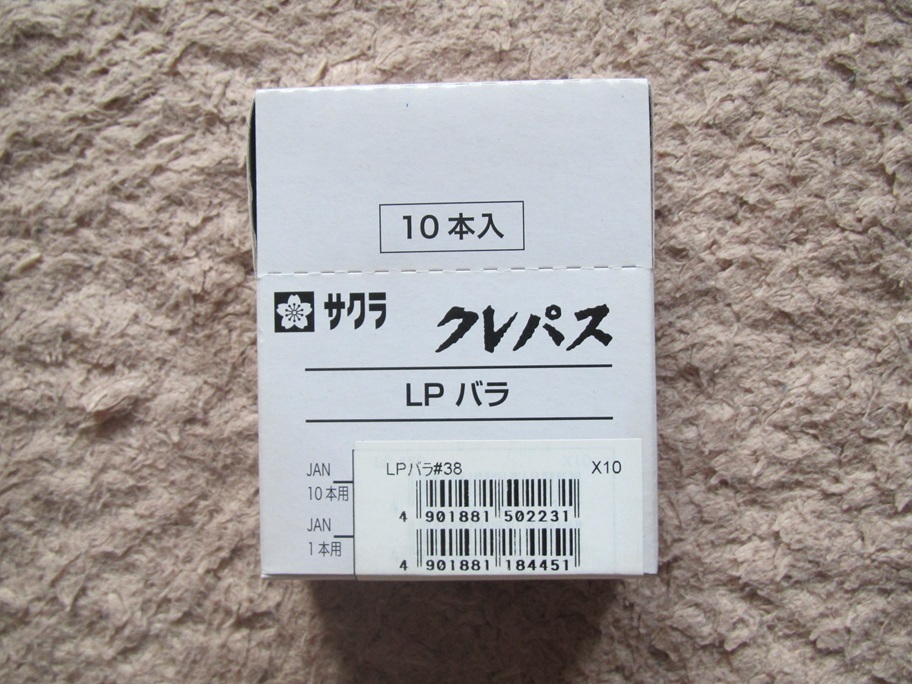 10本入
サクラ クレパス
LP バラ
LPバラ#38 X10
JAN
10本用
4 901881 502231
JAN
1本用
4 901881 184451